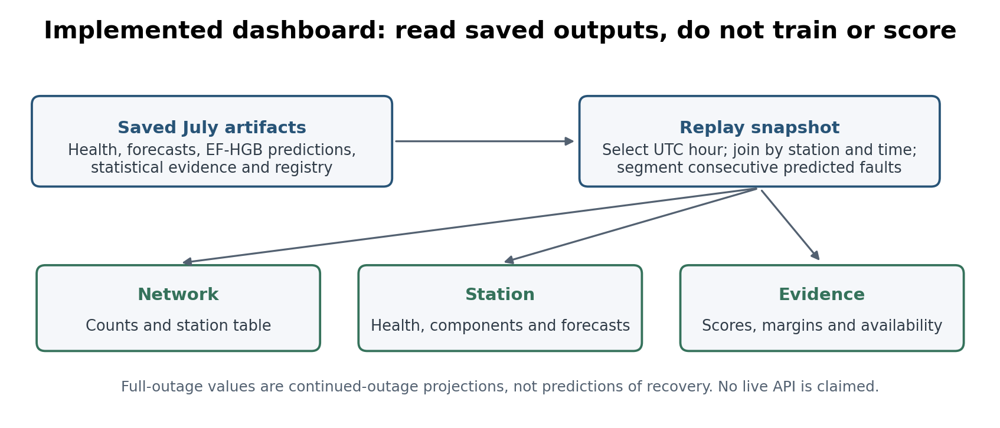 Implemented dashboard: read saved outputs, do not train or score
Saved July artifacts
Health, forecasts, EF-HGB predictions,
statistical evidence and registry
Replay snapshot
Select UTC hour; join by station and time;
segment consecutive predicted faults
Network
Counts and station table
Station
Health, components and forecasts
Evidence
Scores, margins and availability
Full-outage values are continued-outage projections, not predictions of recovery. No live API is claimed.